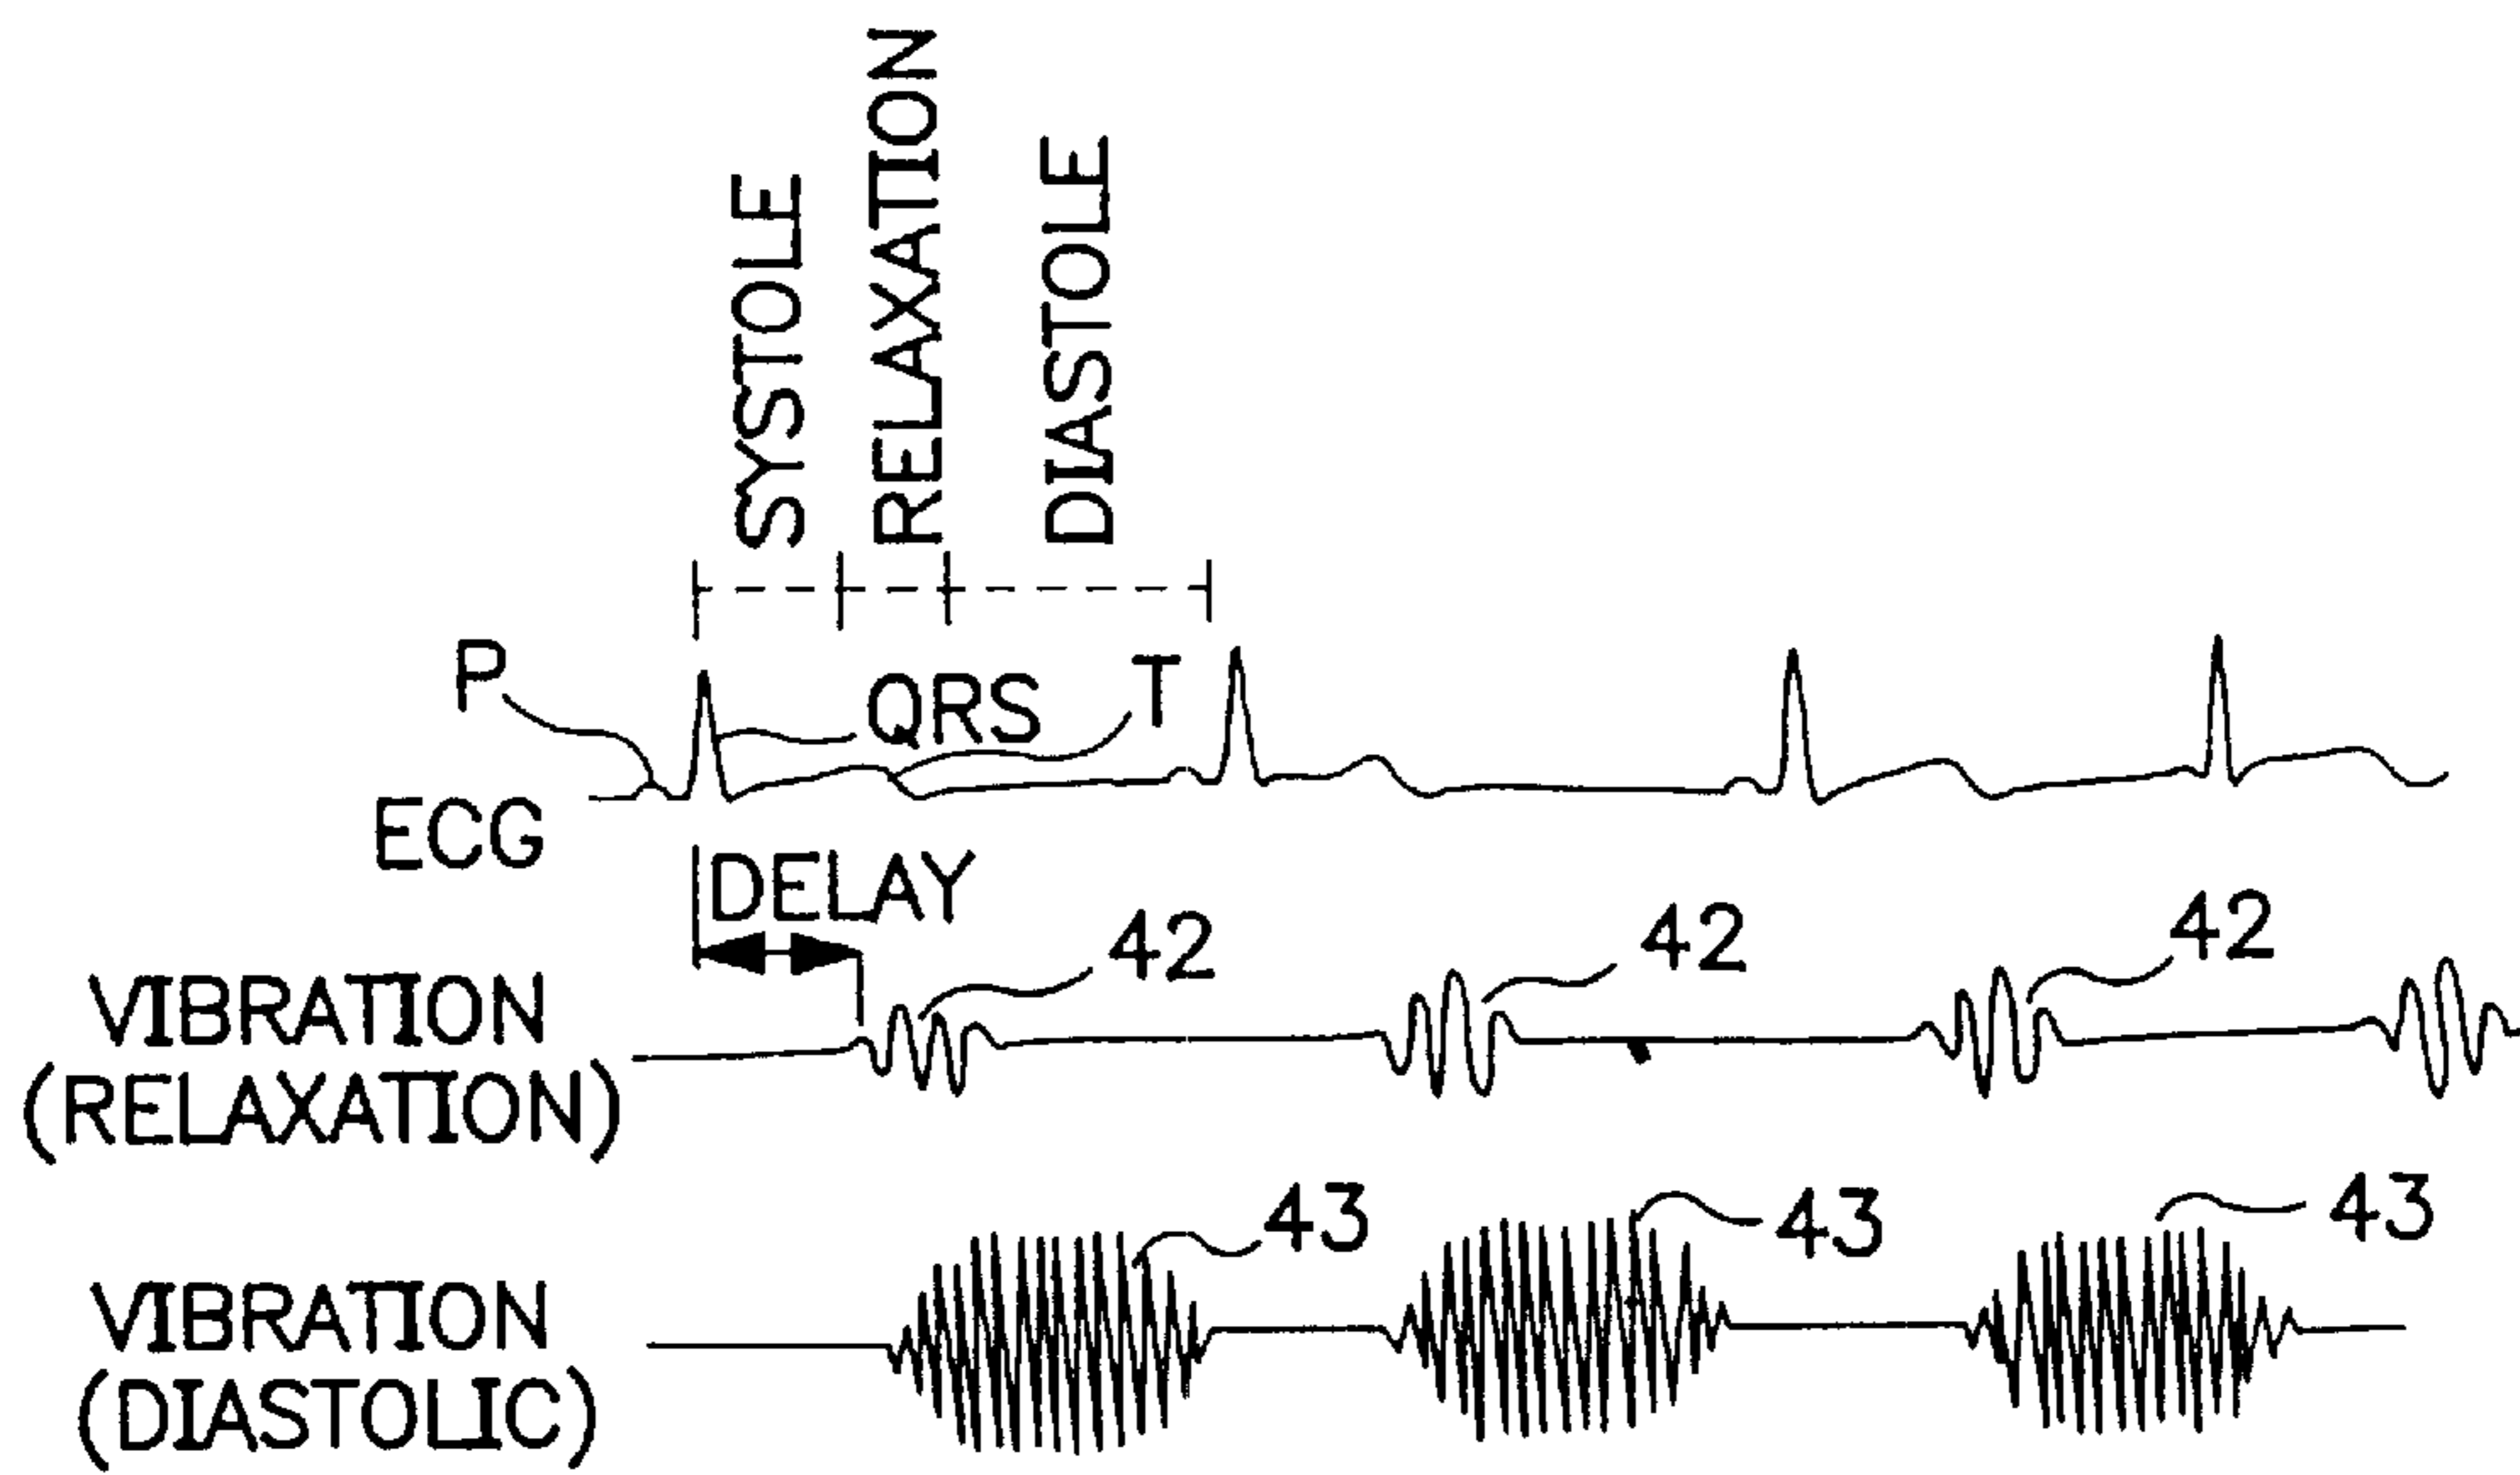 SYSTOLE
RELAXATION
DIASTOLE
P
QRS
T
ECG
DELAY
42
42
42
VIBRATION
(RELAXATION)
43
43
43
VIBRATION
(DIASTOLIC)